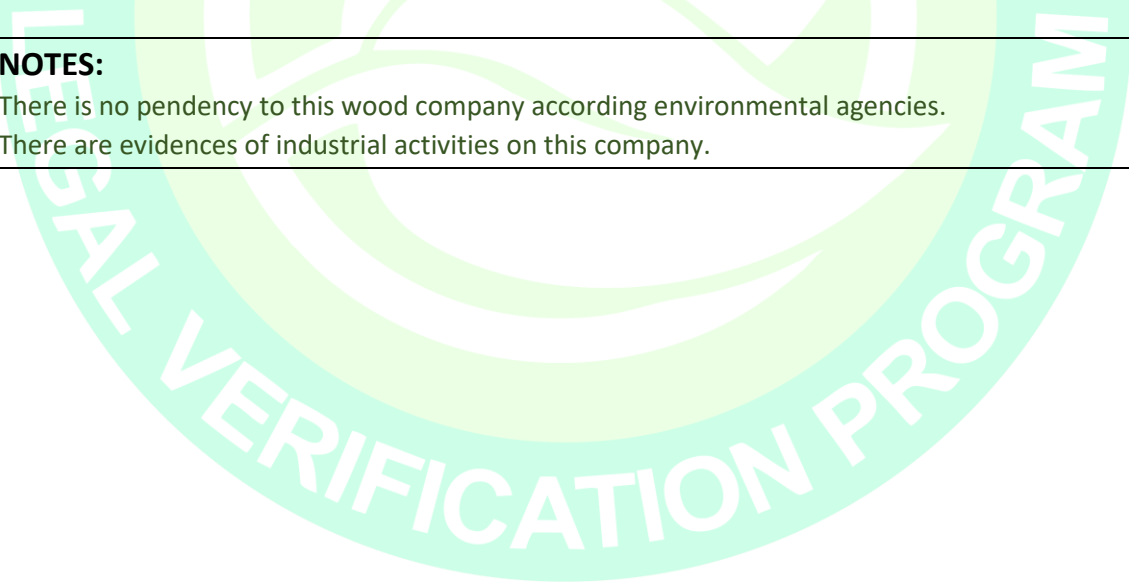 NOTES:
There is no pendency to this wood company according environmental agencies.
There are evidences of industrial activities on this company.
LEGAL VERIFICATION PROGRAM